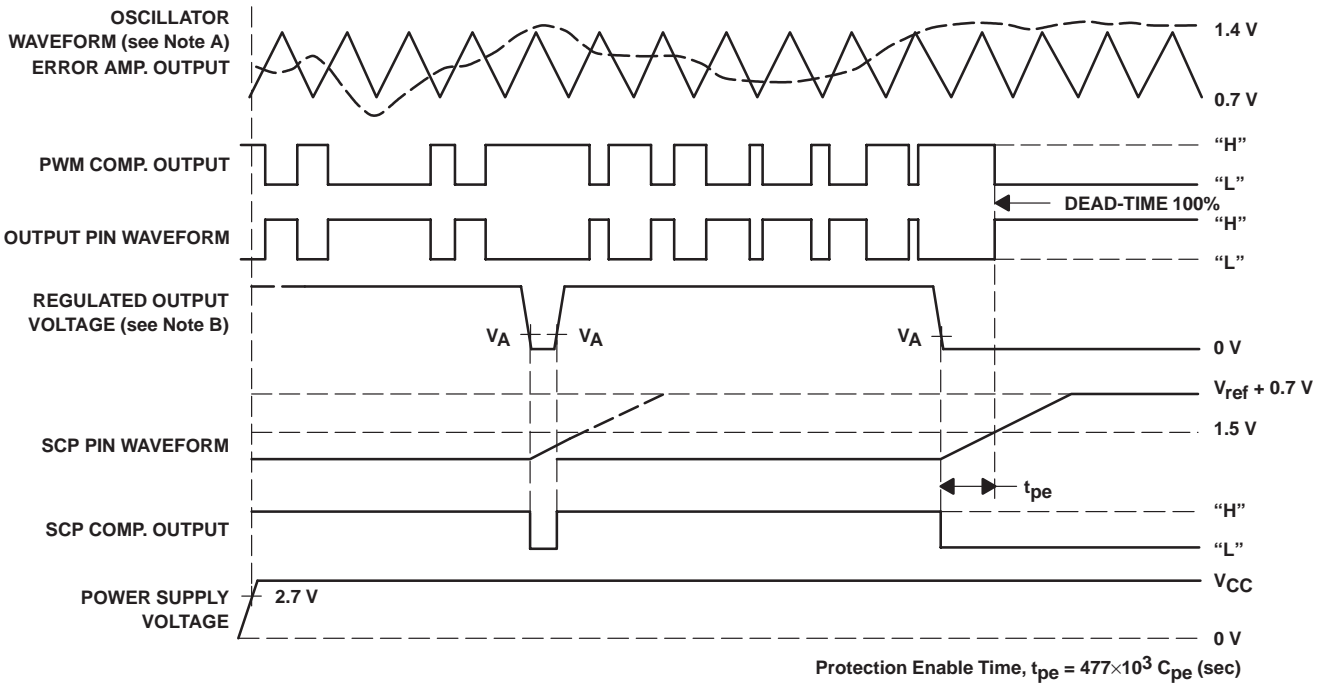 OSCILLATOR
WAVEFORM (see Note A)
1.4 V
ERROR AMP. OUTPUT
0.7 V
"H"
PWM COMP. OUTPUT
"L"
DEAD-TIME 100%
"H"
OUTPUT PIN WAVEFORM
"L"
REGULATED OUTPUT
VOLTAGE (see Note B)
VA VA VA
0 V
Vref + 0.7 V
1.5 V
SCP PIN WAVEFORM
tpe
"H"
SCP COMP. OUTPUT
"L"
VCC
POWER SUPPLY
VOLTAGE
2.7 V
0 V
Protection Enable Time, tpe = 477×10³ Cpe (sec)